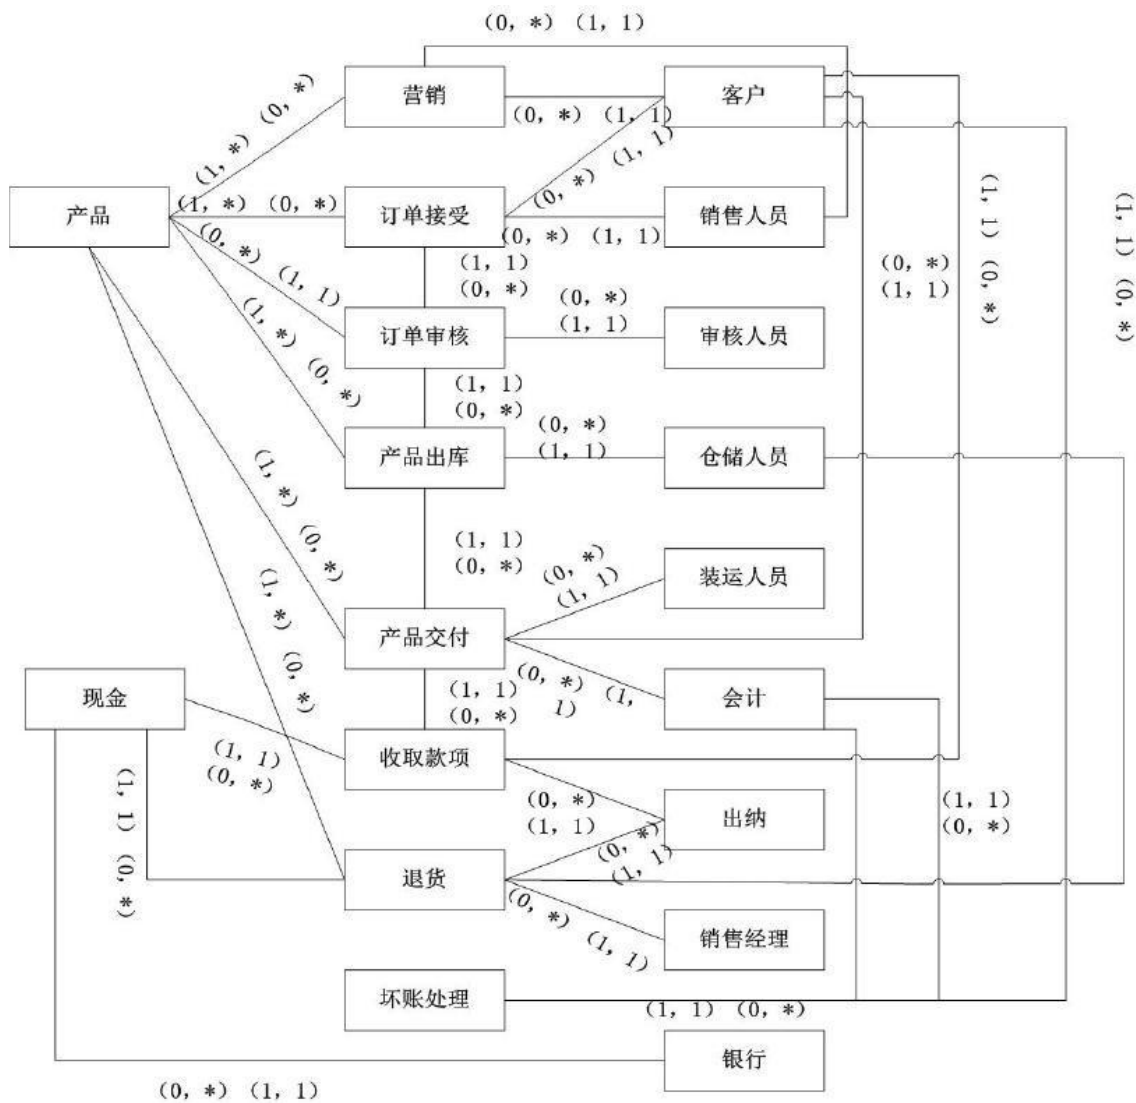 (0, *) (1, 1)
营销
客户
(1, *) (0, *)
(0, *) (1, 1)
(0, *) (1, 1)
产品
(1, *) (0, *)
订单接受
销售人员
(0, *) (1, 1)
(0, *) (1, 1)
(1, 1)
(0, *)
(1, 1) (0, *)
(1, 1) (0, *)
(0, *)
(1, 1)
(0, *)
(1, 1)
(1, *) (0, *)
订单审核
审核人员
(1, 1)
(0, *)
(0, *)
(1, 1)
产品出库
仓储人员
(1, *) (0, *)
(1, 1)
(0, *)
(0, *)
(1, 1)
装运人员
(1, *) (0, *)
产品交付
(0, *) (1,
1)
现金
(1, 1)
(0, *)
会计
(1, 1)
(0, *)
收取款项
(1, 1) (0, *)
(0, *)
(1, 1)
出纳
(1, 1)
(0, *)
(0, *)
(1, 1)
退货
(0, *) (1, 1)
销售经理
坏账处理
(1, 1) (0, *)
银行
(0, *) (1, 1)